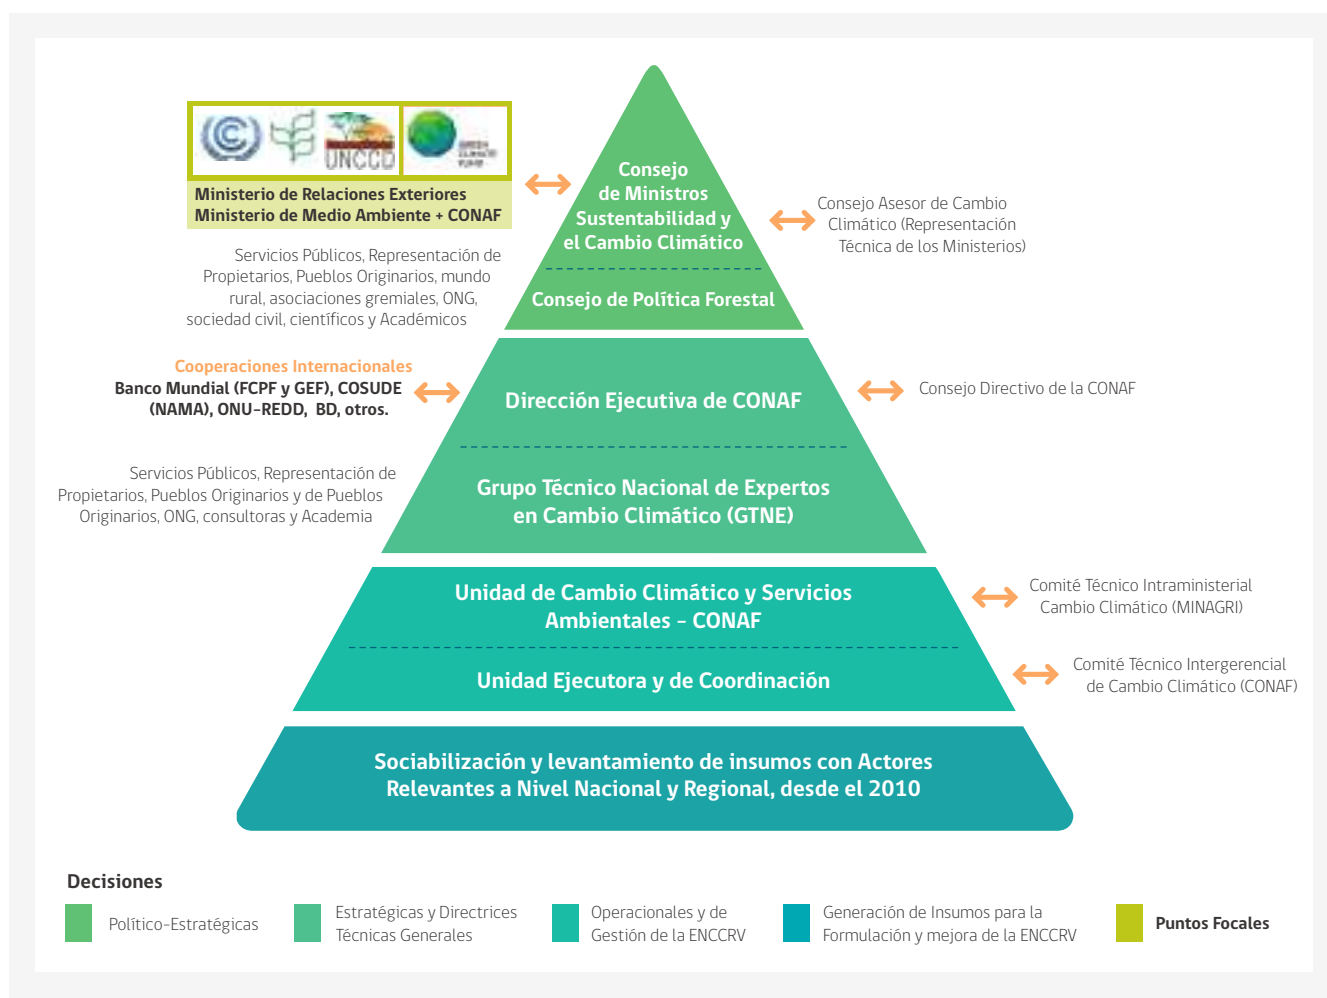 UNCCD
GREEN
CLIMATE
FUND
Ministerio de Relaciones Exteriores
Ministerio de Medio Ambiente + CONAF
Servicios Públicos, Representación de
Propietarios, Pueblos Originarios, mundo
rural, asociaciones gremiales, ONG,
sociedad civil, científicos y Académicos
Consejo
de Ministros
Sustentabilidad y
el Cambio Climático
Consejo de Política Forestal
Consejo Asesor de Cambio
Climático (Representación
Técnica de los Ministerios)
Cooperaciones Internacionales
Banco Mundial (FCPF y GEF), COSUDE
(NAMA), ONU-REDD, BD, otros.
Dirección Ejecutiva de CONAF
Consejo Directivo de la CONAF
Servicios Públicos, Representación de
Propietarios, Pueblos Originarios y de Pueblos
Originarios, ONG, consultoras y Academia
Grupo Técnico Nacional de Expertos
en Cambio Climático (GTNE)
Unidad de Cambio Climático y Servicios
Ambientales - CONAF
Comité Técnico Intraministerial
Cambio Climático (MINAGRI)
Unidad Ejecutora y de Coordinación
Comité Técnico Intergerencial
de Cambio Climático (CONAF)
Sociabilización y levantamiento de insumos con Actores
Relevantes a Nivel Nacional y Regional, desde el 2010
Decisiones
Político-Estratégicas
Estratégicas y Directrices
Técnicas Generales
Operacionales y de
Gestión de la ENCCRV
Generación de Insumos para la
Formulación y mejora de la ENCCRV
Puntos Focales